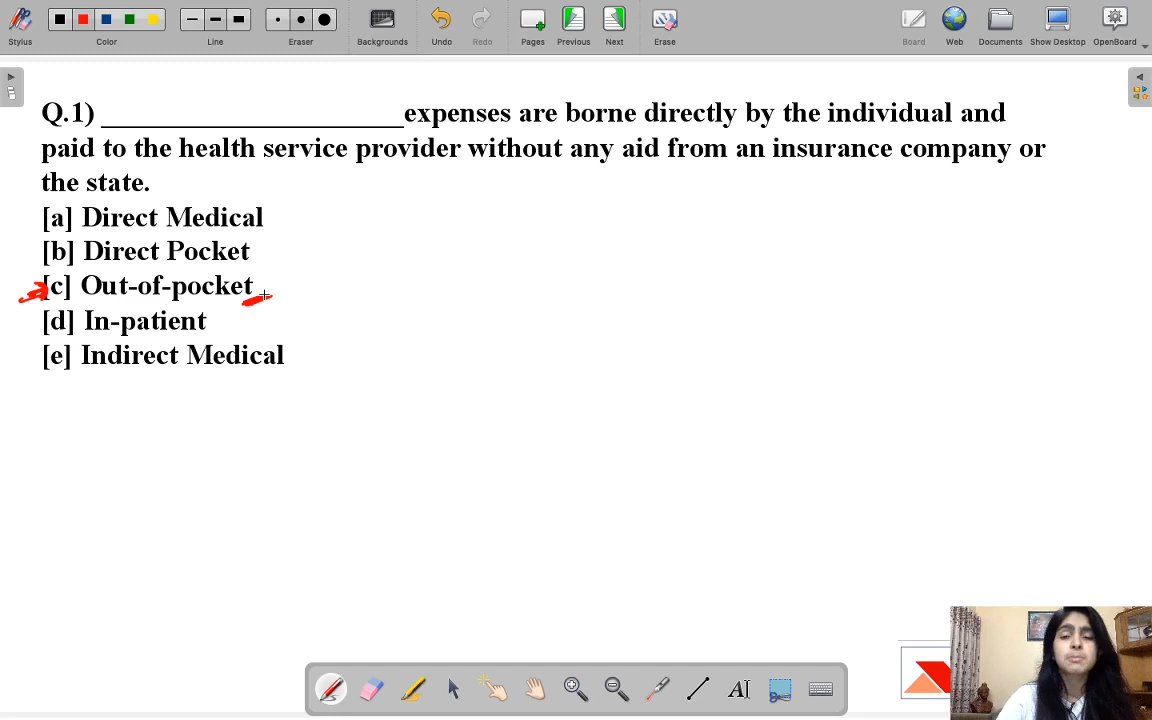 Stylus Color Line Eraser Backgrounds Undo Redo Pages Previous Next Erase Board Web Documents Show Desktop OpenBoard
Q.1) ______________________expenses are borne directly by the individual and
paid to the health service provider without any aid from an insurance company or
the state.
[a] Direct Medical
[b] Direct Pocket
[c] Out-of-pocket
[d] In-patient
[e] Indirect Medical
AI